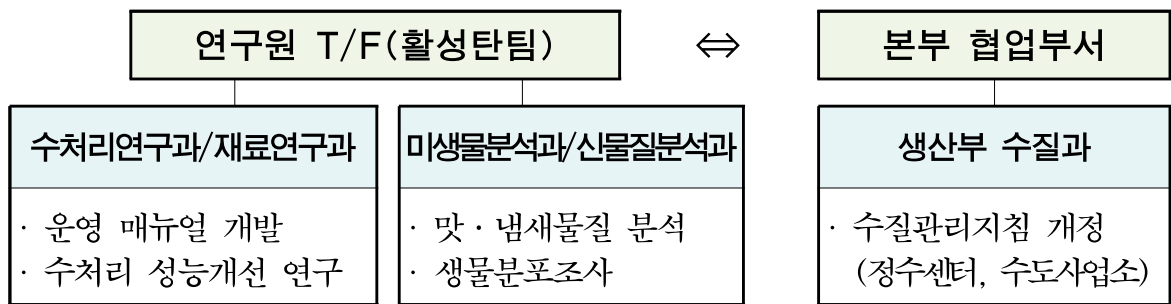 연구원 T/F(활성탄팀) ⇔ 본부 협업부서
수처리연구과/재료연구과
· 운영 매뉴얼 개발
· 수처리 성능개선 연구
미생물분석과/신물질분석과
· 맛·냄새물질 분석
· 생물분포조사
생산부 수질과
· 수질관리지침 개정
(정수센터, 수도사업소)